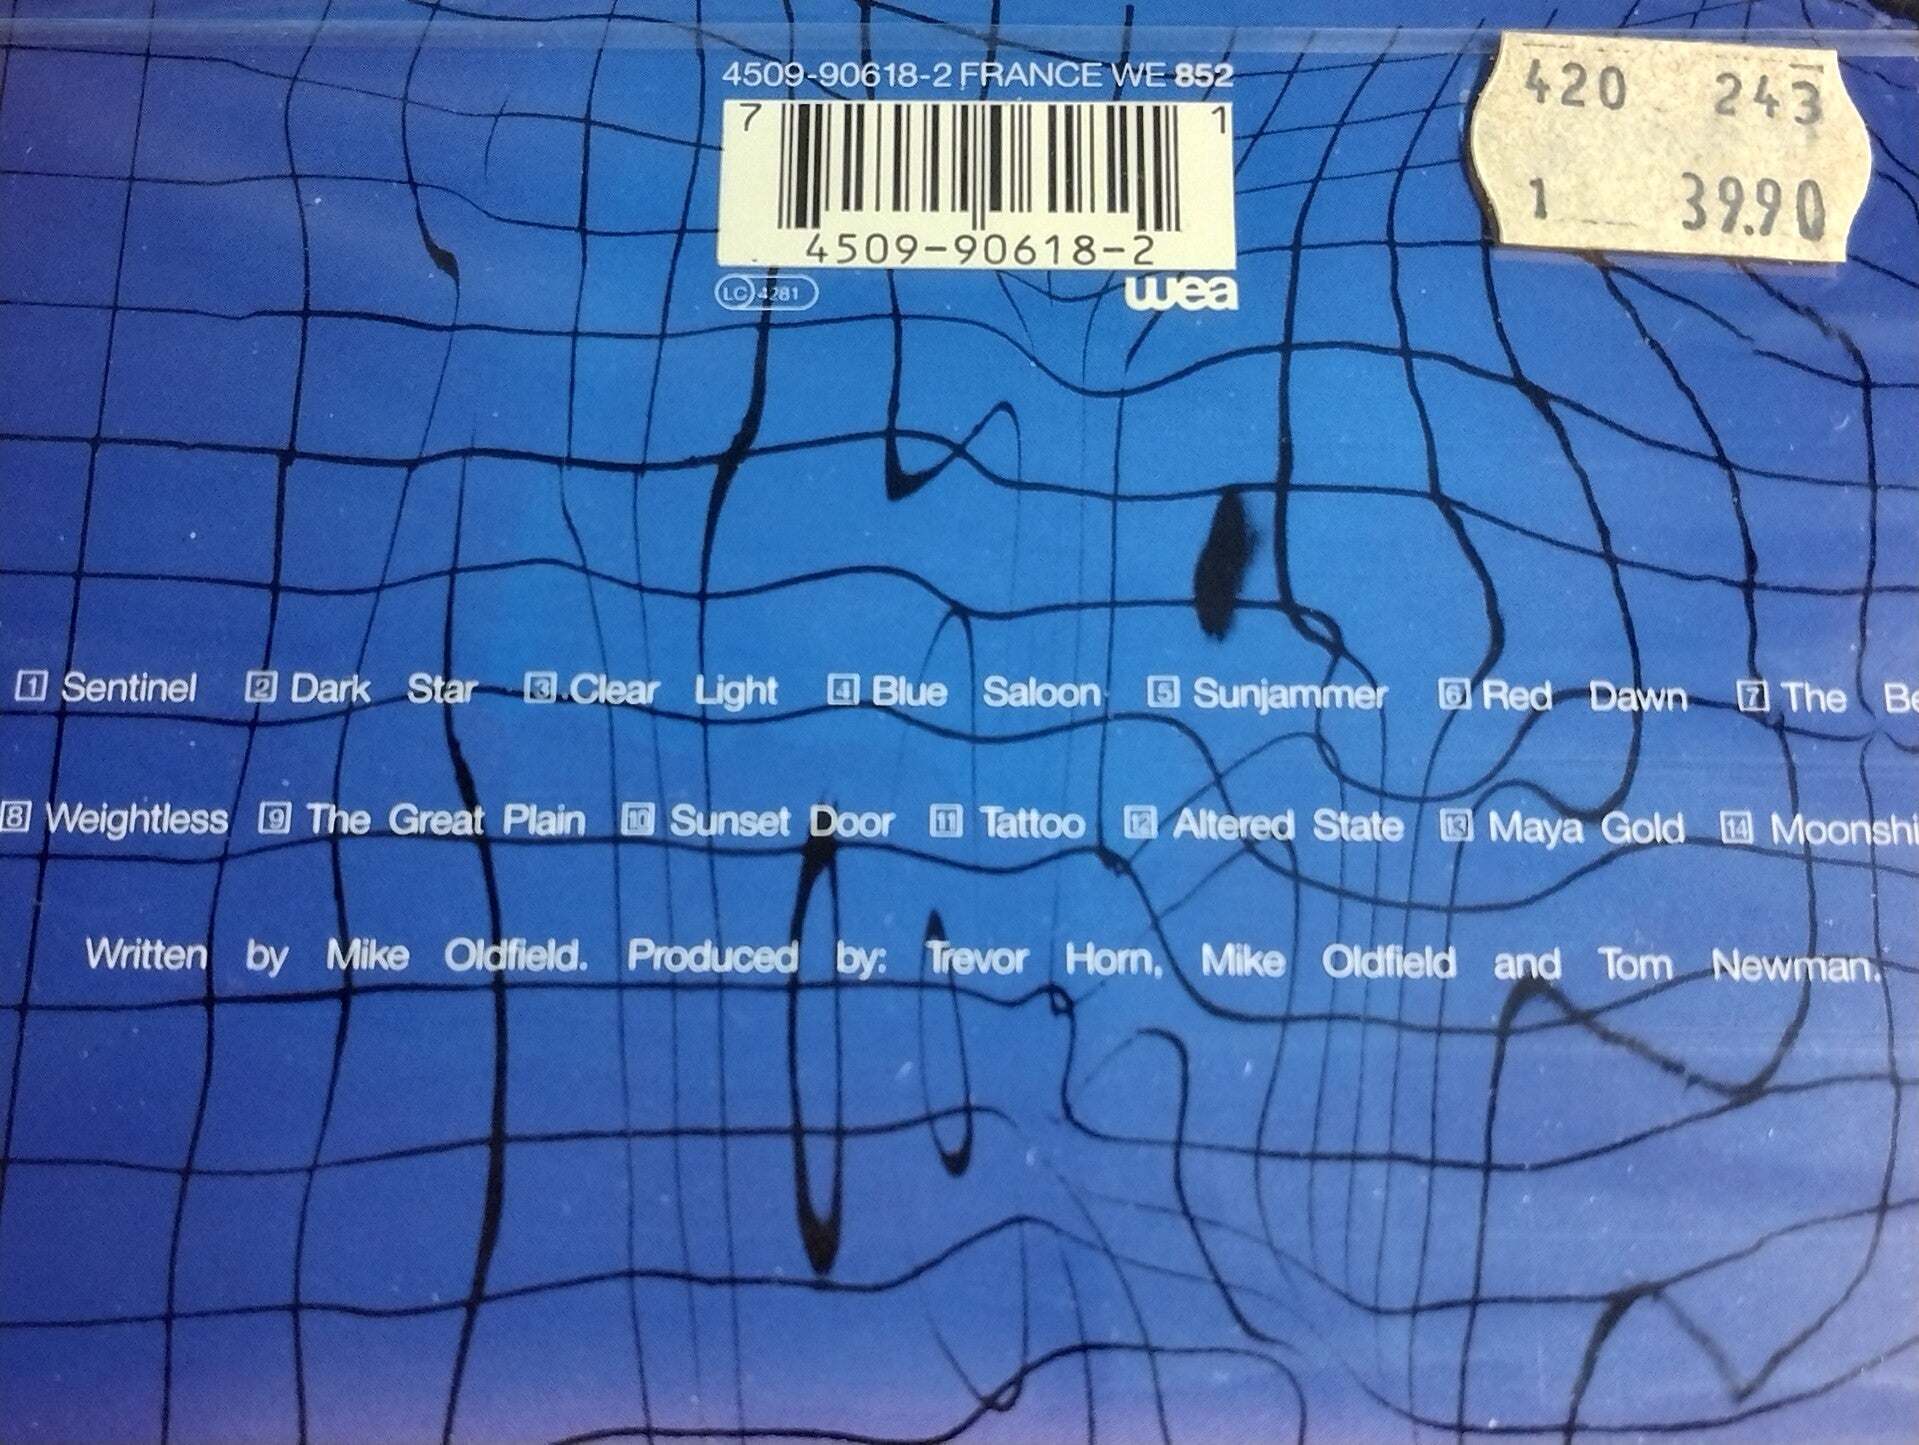 4509-90618-2 FRANCE WE 852
7 1
4509-90618-2
LC 4281
wea
420 243
1 39.90
1 Sentinel 2 Dark Star 3 Clear Light 4 Blue Saloon 5 Sunjammer 6 Red Dawn 7 The Be
8 Weightless 9 The Great Plain 10 Sunset Door 11 Tattoo 12 Altered State 13 Maya Gold 14 Moonshi
Written by Mike Oldfield. Produced by: Trevor Horn, Mike Oldfield and Tom Newman.